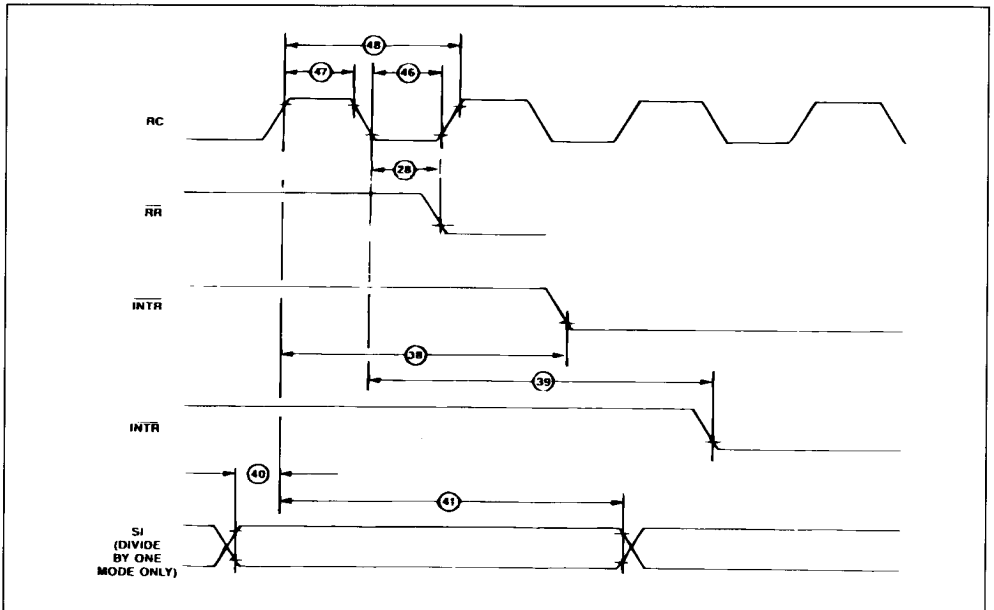 48
47
46
RC
28
RR
INTR
38
39
INTR
40
41
SI
(DIVIDE
BY ONE
MODE ONLY)